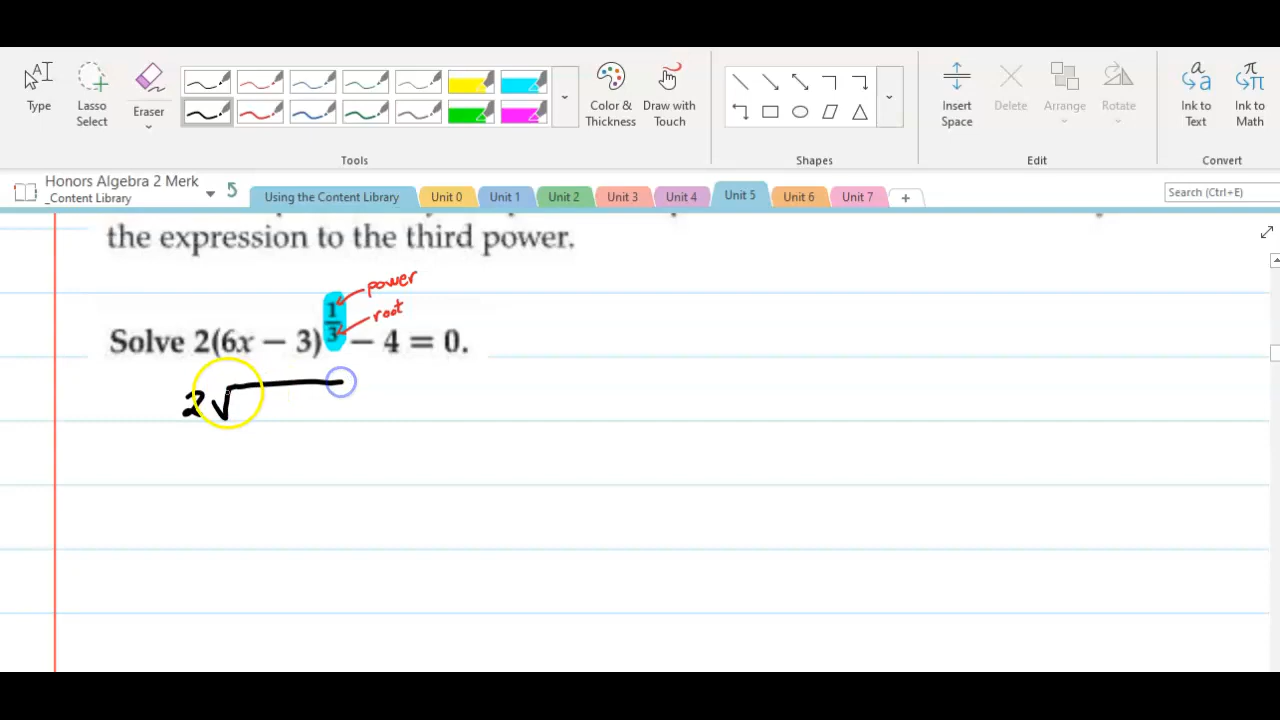 Type
Lasso Select
Eraser
Color & Thickness
Draw with Touch
Insert Space
Delete
Arrange
Rotate
Ink to Text
Ink to Math
Tools
Shapes
Edit
Convert
Honors Algebra 2 Merk
_Content Library
Using the Content Library Unit 0 Unit 1 Unit 2 Unit 3 Unit 4 Unit 5 Unit 6 Unit 7 +
Search (Ctrl+E)
the expression to the third power.
power
root
Solve 2(6x − 3)^(1/3) − 4 = 0.
2√